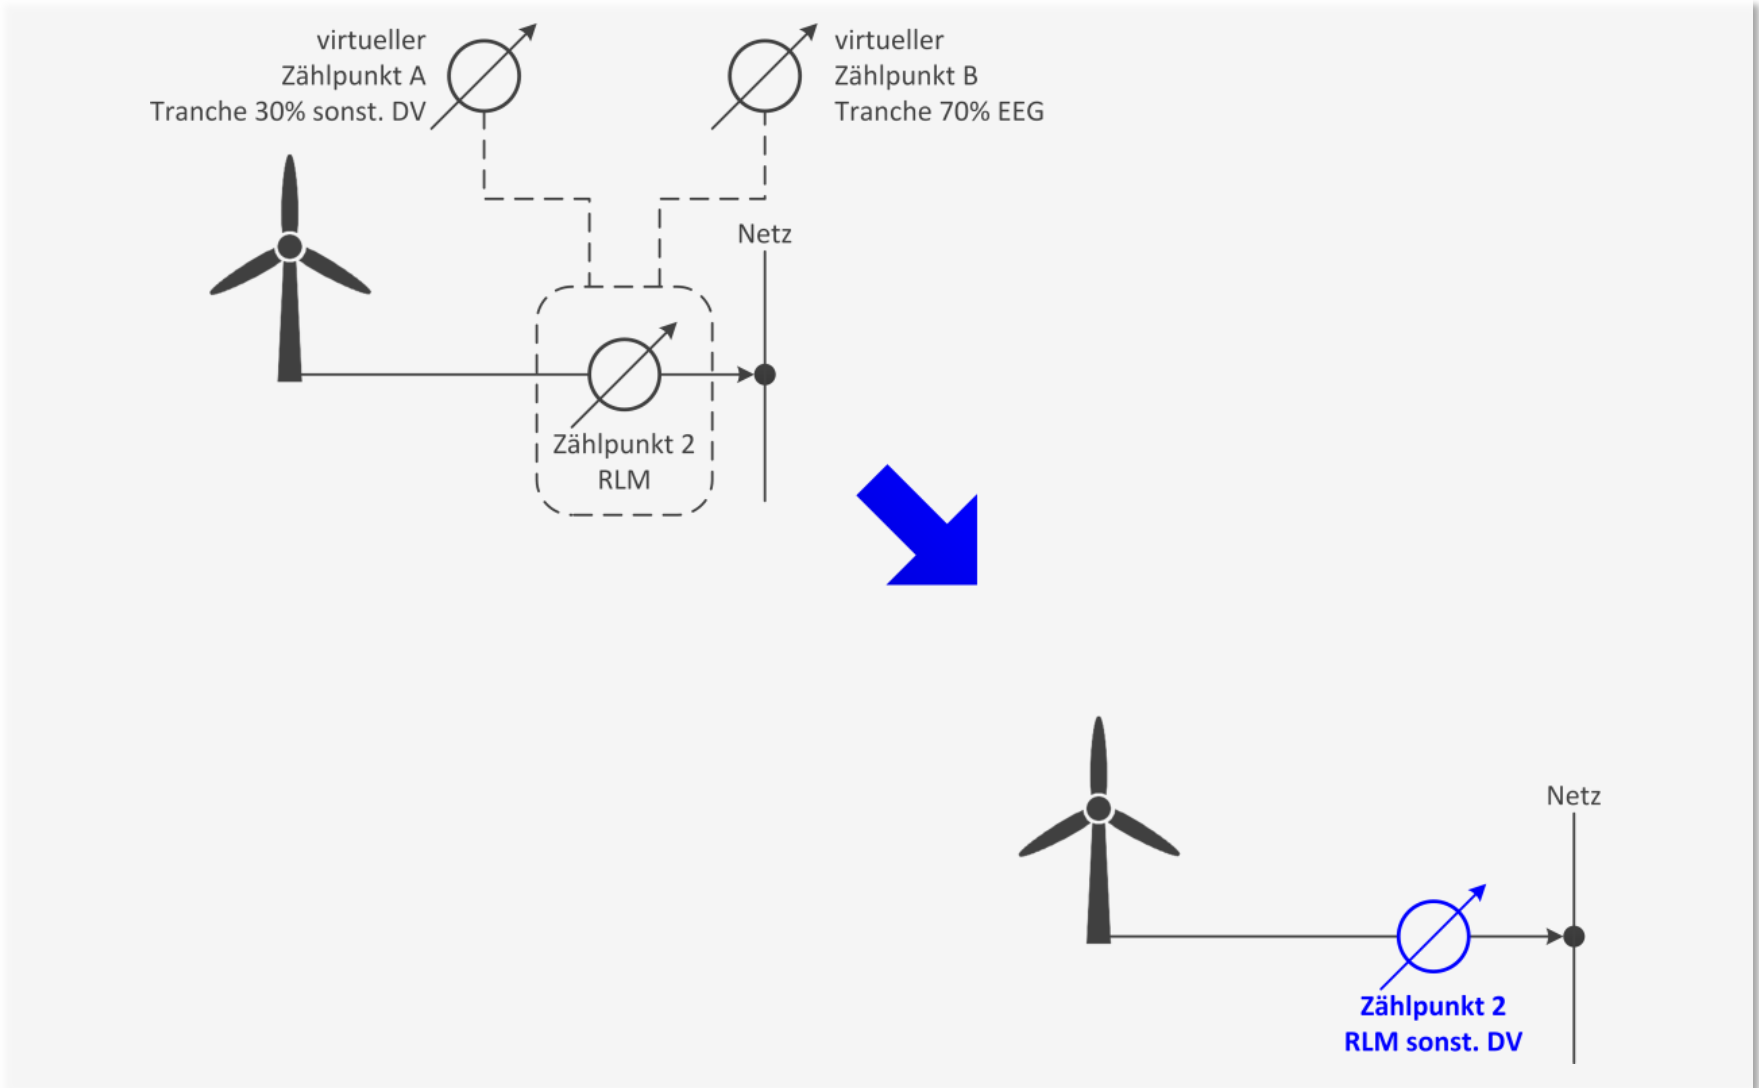 virtueller
Zählpunkt A
Tranche 30% sonst. DV
virtueller
Zählpunkt B
Tranche 70% EEG
Netz
Zählpunkt 2
RLM
Netz
Zählpunkt 2
RLM sonst. DV